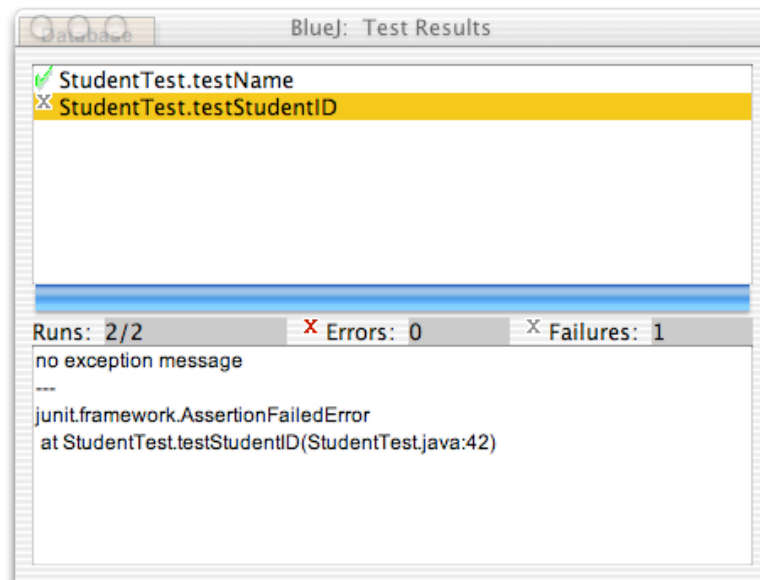 Database
BlueJ: Test Results
StudentTest.testName
StudentTest.testStudentID
Runs: 2/2 X Errors: 0 X Failures: 1
no exception message
---
junit.framework.AssertionFailedError
at StudentTest.testStudentID(StudentTest.java:42)